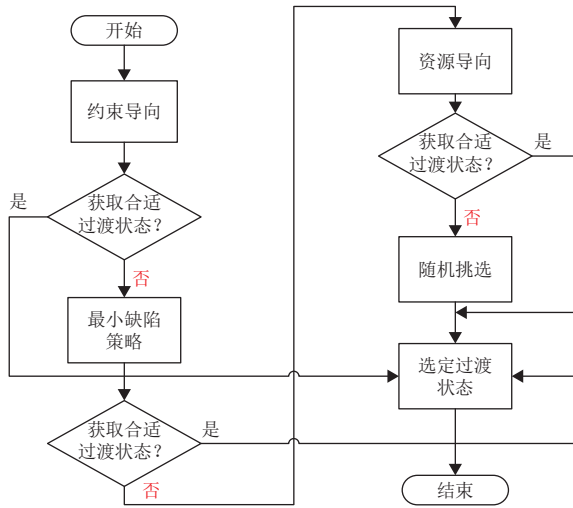 开始
约束导向
获取合适
过渡状态?
是
否
最小缺陷
策略
获取合适
过渡状态?
是
否
资源导向
获取合适
过渡状态?
是
否
随机挑选
选定过渡
状态
结束